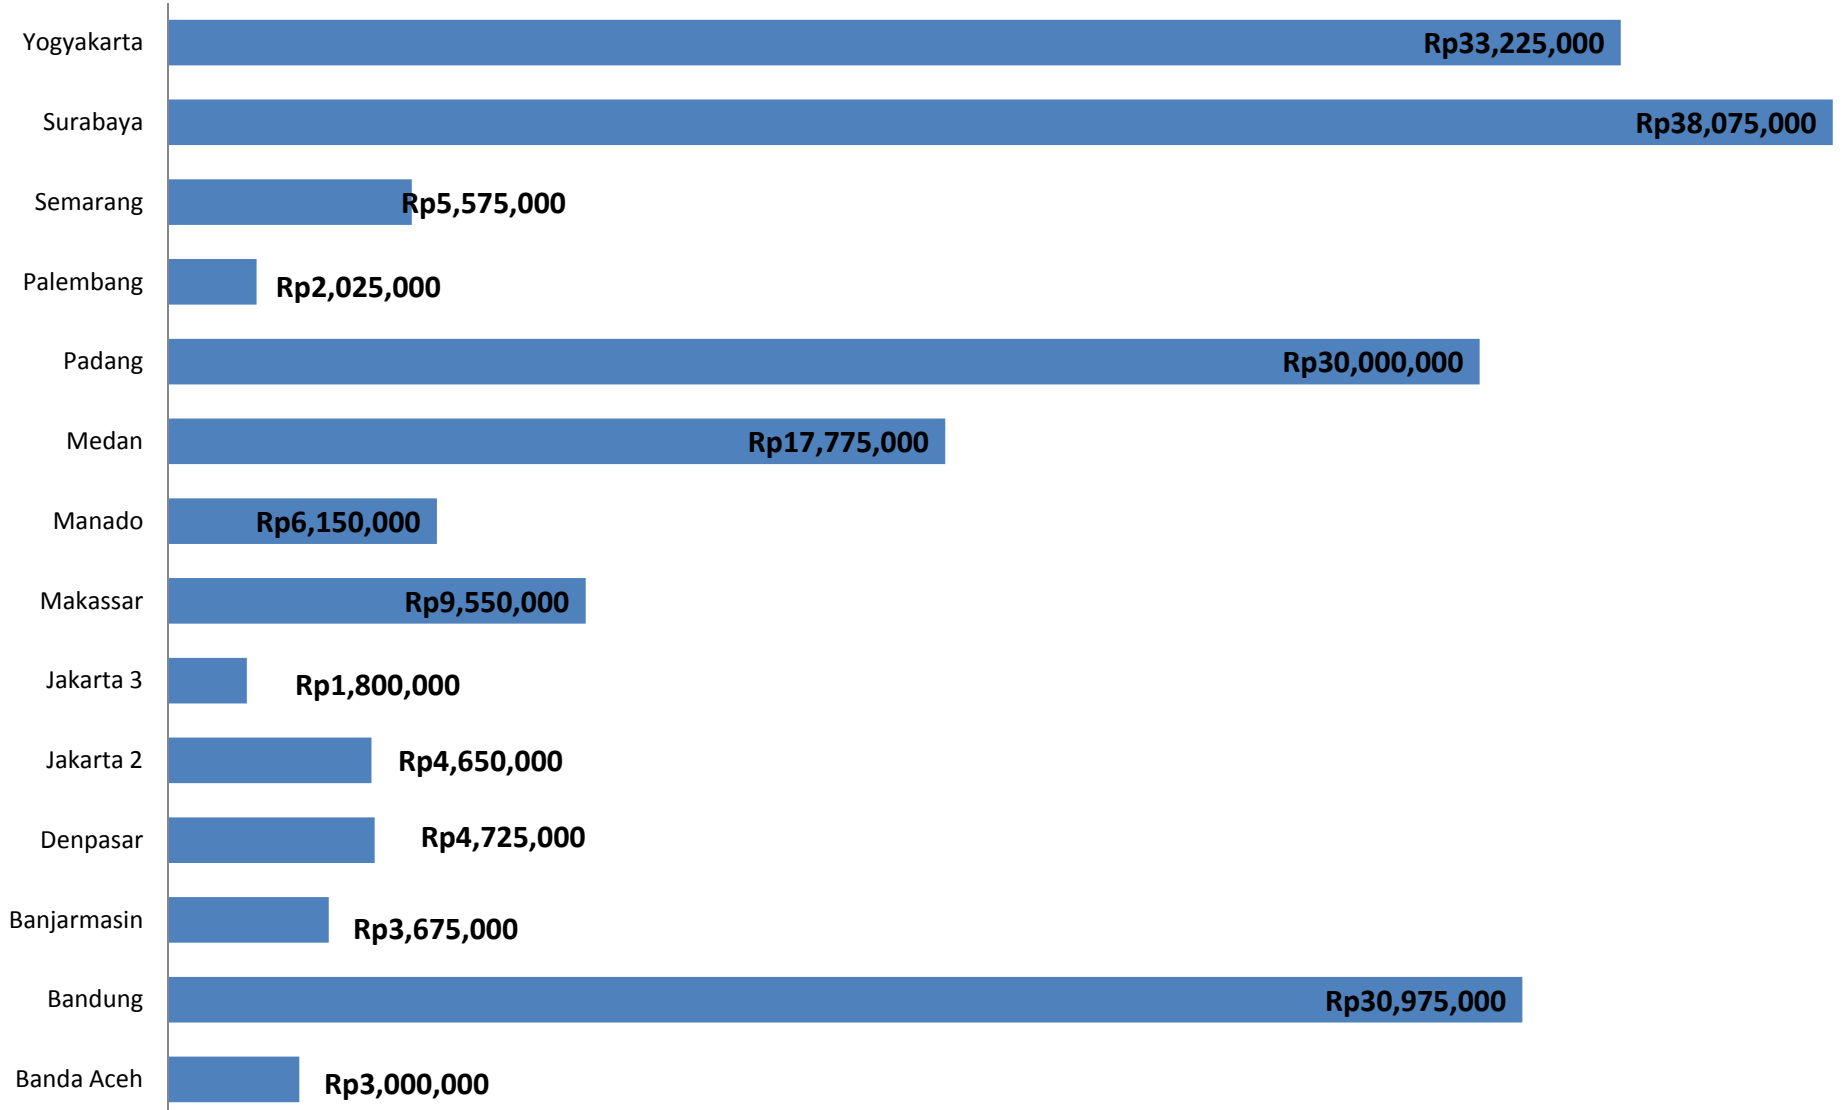 Yogyakarta Rp33,225,000
Surabaya Rp38,075,000
Semarang Rp5,575,000
Palembang Rp2,025,000
Padang Rp30,000,000
Medan Rp17,775,000
Manado Rp6,150,000
Makassar Rp9,550,000
Jakarta 3 Rp1,800,000
Jakarta 2 Rp4,650,000
Denpasar Rp4,725,000
Banjarmasin Rp3,675,000
Bandung Rp30,975,000
Banda Aceh Rp3,000,000